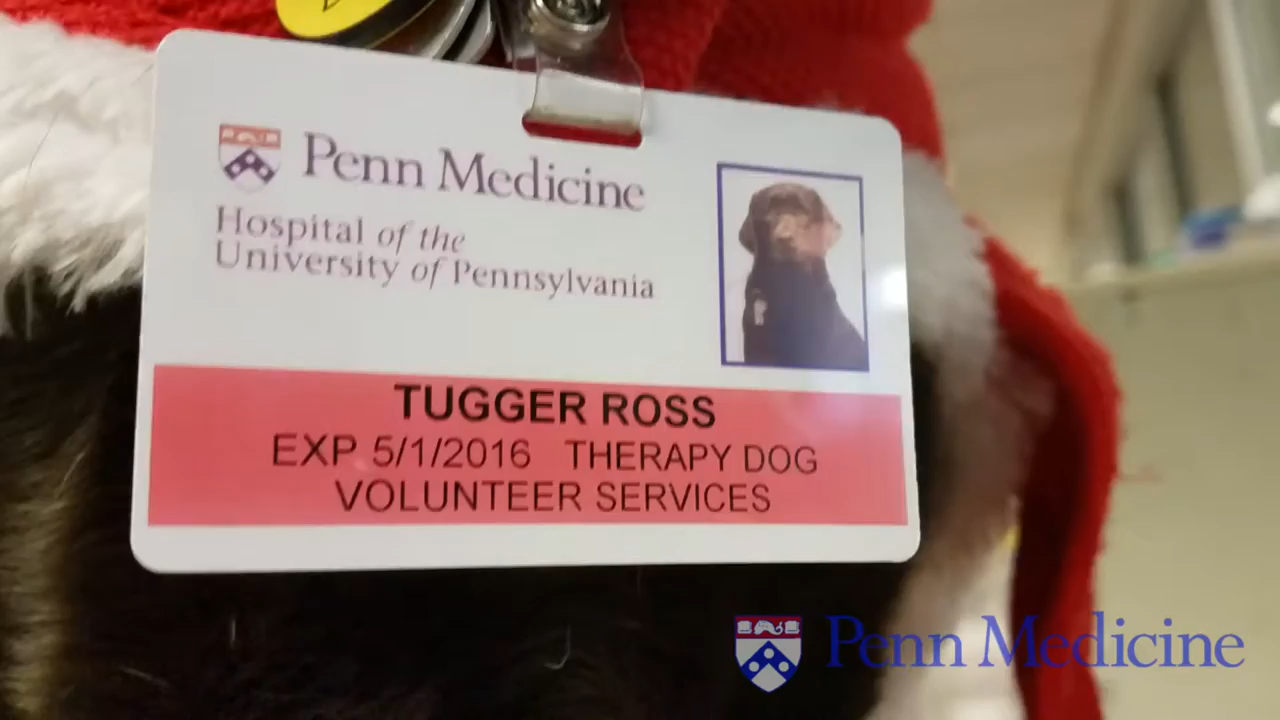 Penn Medicine
Hospital of the
University of Pennsylvania
TUGGER ROSS
EXP 5/1/2016 THERAPY DOG
VOLUNTEER SERVICES
Penn Medicine